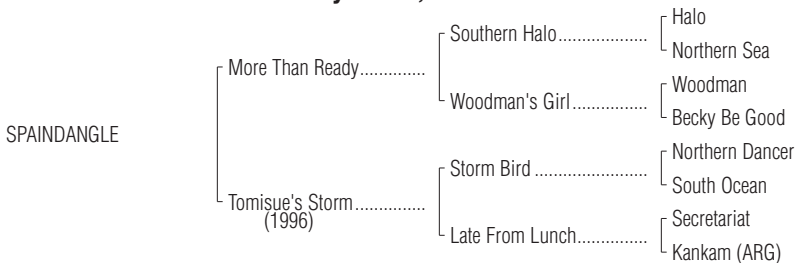 Halo
Southern Halo....................
Northern Sea
More Than Ready..............
Woodman
Woodman's Girl.................
Becky Be Good
SPAINDANGLE
Northern Dancer
Storm Bird .........................
South Ocean
Tomisue's Storm...............
(1996)
Secretariat
Late From Lunch................
Kankam (ARG)